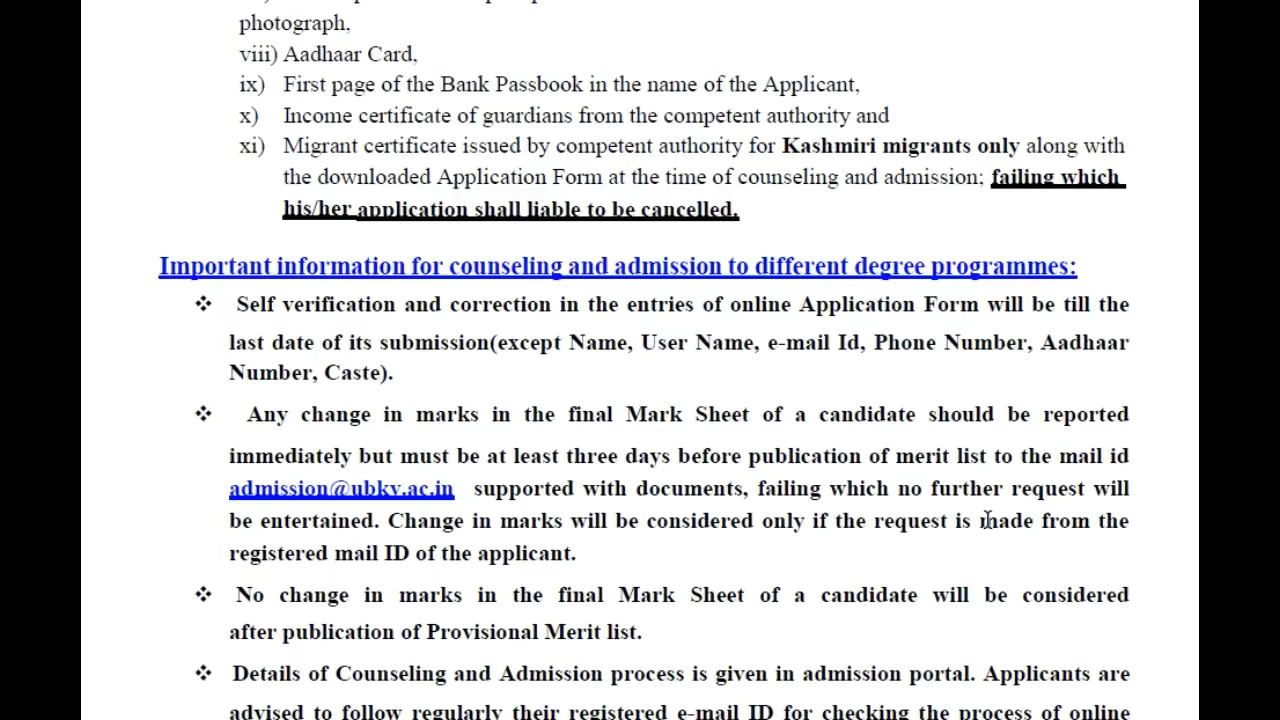 photograph,
viii) Aadhaar Card,
ix) First page of the Bank Passbook in the name of the Applicant,
x) Income certificate of guardians from the competent authority and
xi) Migrant certificate issued by competent authority for Kashmiri migrants only along with
the downloaded Application Form at the time of counseling and admission; failing which
his/her application shall liable to be cancelled.
Important information for counseling and admission to different degree programmes:
❖ Self verification and correction in the entries of online Application Form will be till the
last date of its submission(except Name, User Name, e-mail Id, Phone Number, Aadhaar
Number, Caste).
❖ Any change in marks in the final Mark Sheet of a candidate should be reported
immediately but must be at least three days before publication of merit list to the mail id
admission@ubkv.ac.in supported with documents, failing which no further request will
be entertained. Change in marks will be considered only if the request is made from the
registered mail ID of the applicant.
❖ No change in marks in the final Mark Sheet of a candidate will be considered
after publication of Provisional Merit list.
❖ Details of Counseling and Admission process is given in admission portal. Applicants are
advised to follow regularly their registered e-mail ID for checking the process of online